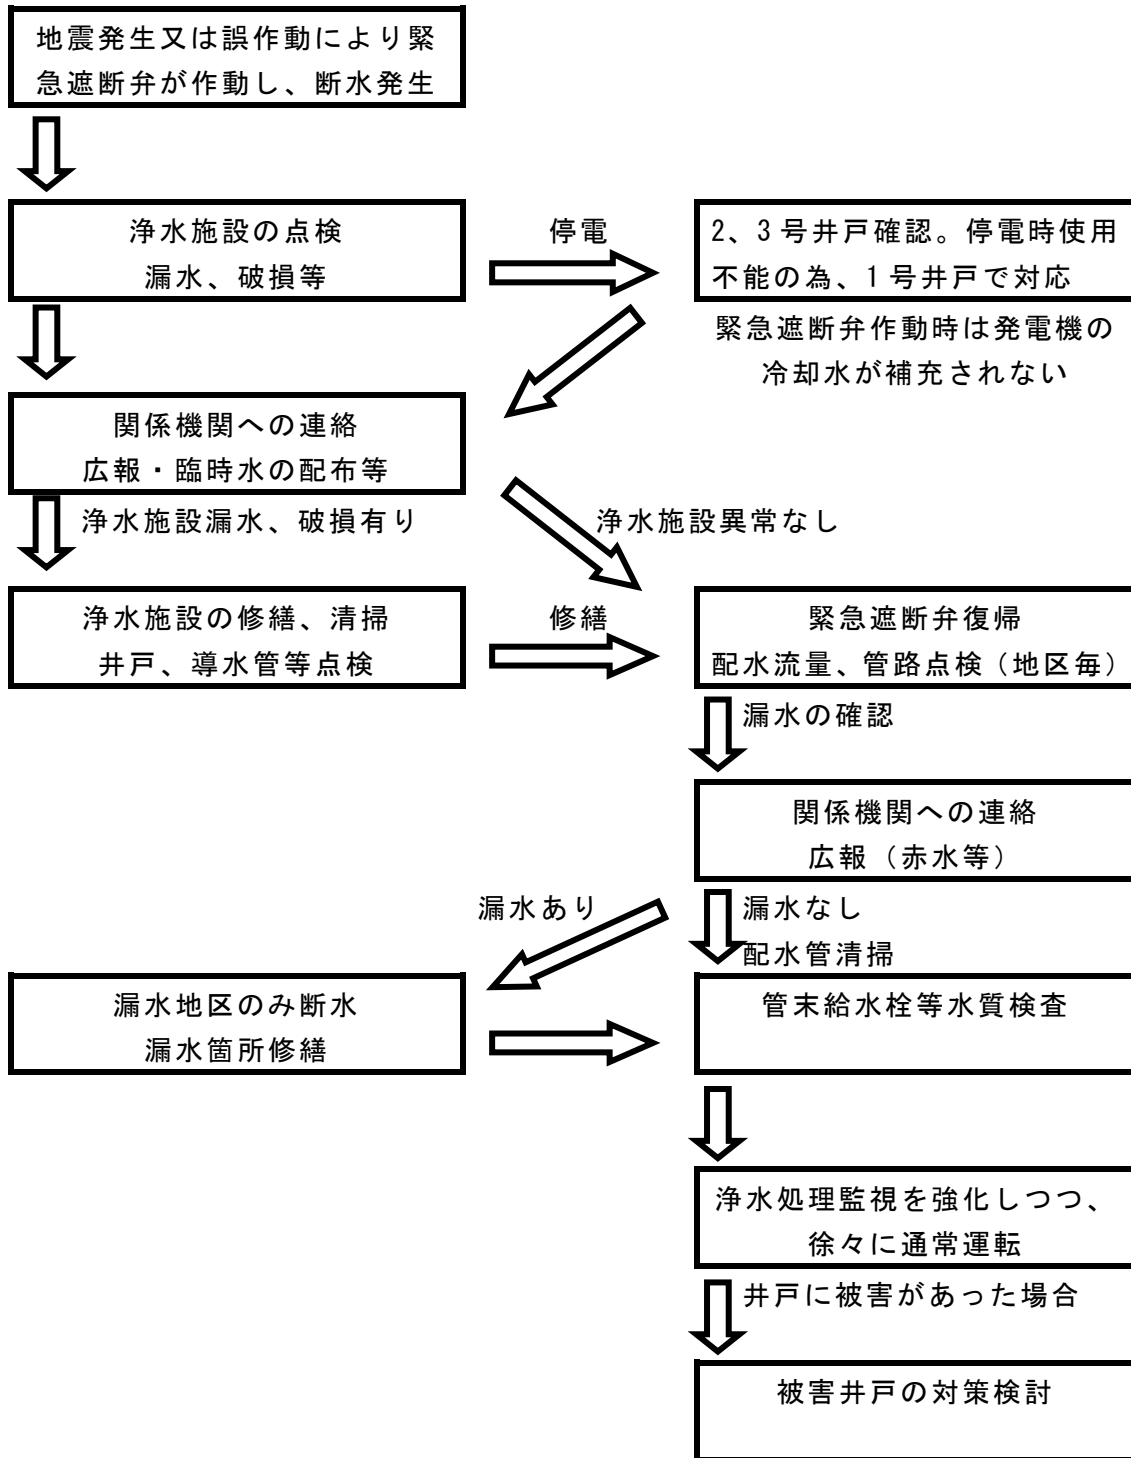 地震発生又は誤作動により緊
急遮断弁が作動し、断水発生
浄水施設の点検
漏水、破損等
停電
2、3号井戸確認。停電時使用
不能の為、1号井戸で対応
緊急遮断弁作動時は発電機の
冷却水が補充されない
関係機関への連絡
広報・臨時水の配布等
浄水施設漏水、破損有り
浄水施設異常なし
浄水施設の修繕、清掃
井戸、導水管等点検
修繕
緊急遮断弁復帰
配水流量、管路点検（地区毎）
漏水の確認
関係機関への連絡
広報（赤水等）
漏水あり
漏水なし
配水管清掃
漏水地区のみ断水
漏水箇所修繕
管末給水栓等水質検査
浄水処理監視を強化しつつ、
徐々に通常運転
井戸に被害があった場合
被害井戸の対策検討